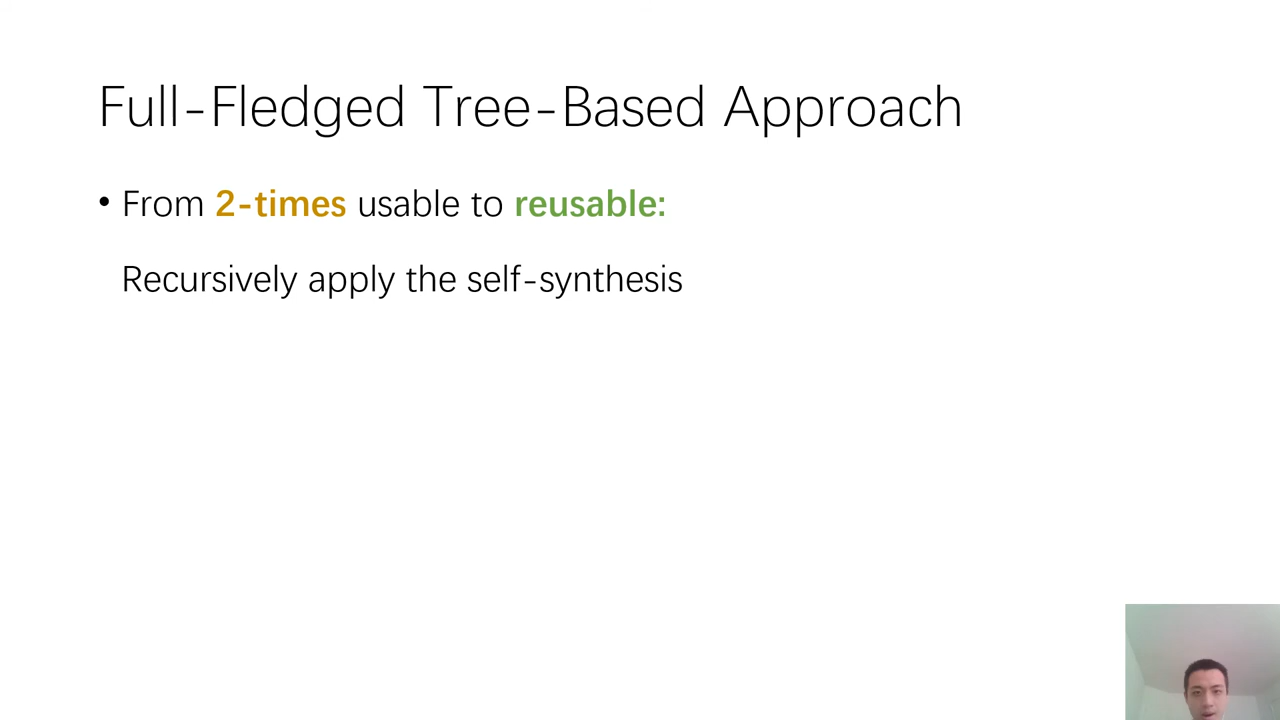 Full-Fledged Tree-Based Approach
• From 2-times usable to reusable:
Recursively apply the self-synthesis